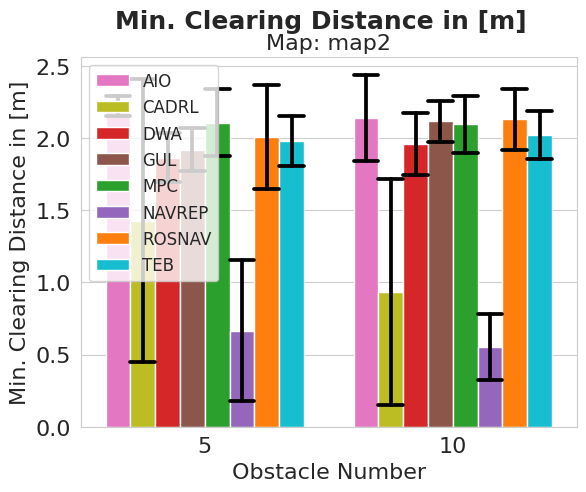 Min. Clearing Distance in [m]
Map: map2
Min. Clearing Distance in [m]
2.5
2.0
1.5
1.0
0.5
0.0
AIO
CADRL
DWA
GUL
MPC
NAVREP
ROSNAV
TEB
5
10
Obstacle Number